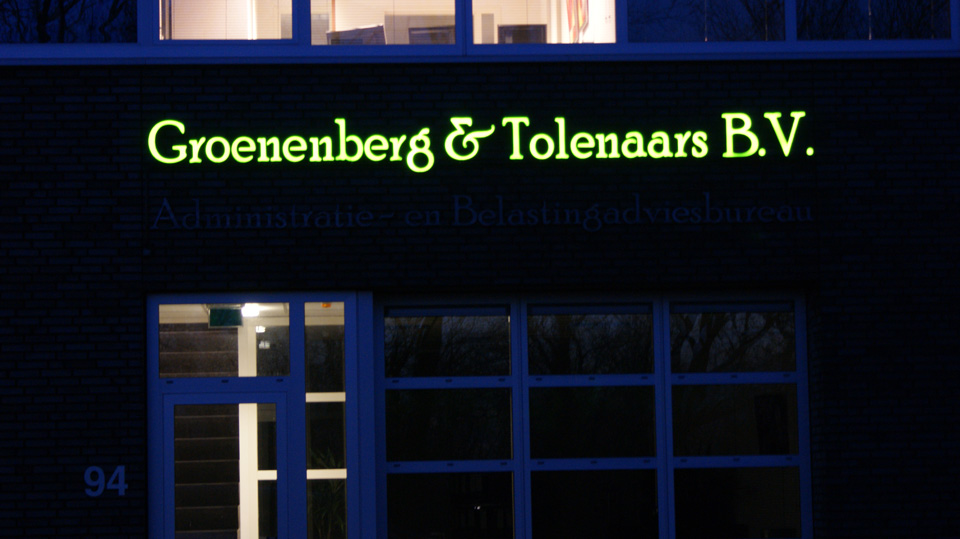 Groenenberg & Tolenaars B.V.
Administratie- en Belastingadviesbureau
94